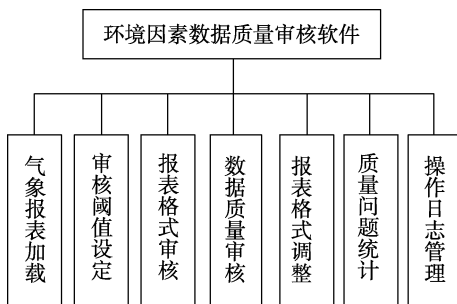 环境因素数据质量审核软件
气象报表加载
审核阈值设定
报表格式审核
数据质量审核
报表格式调整
质量问题统计
操作日志管理